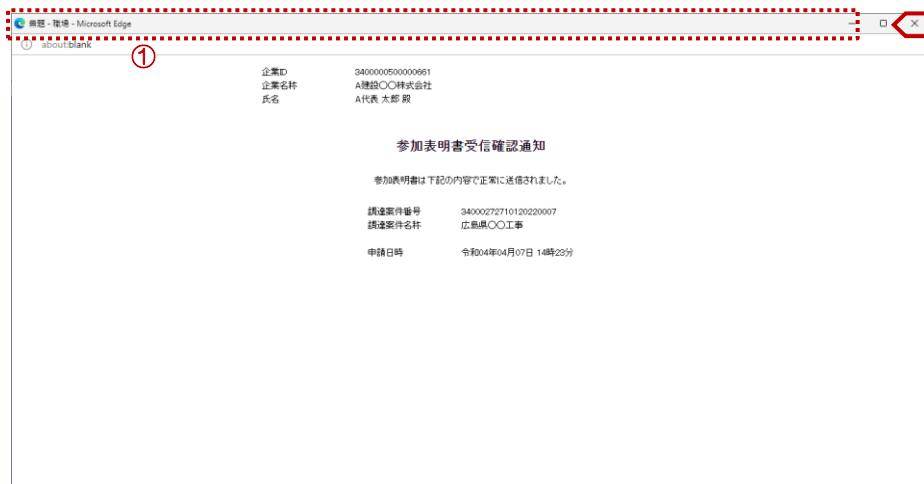 無題 - 職場 - Microsoft Edge
about:blank
①
企業ID 3400000500000661
企業名称 A建設〇〇株式会社
氏名 A代表 太郎 殿
参加表明書受信確認通知
参加表明書は下記の内容で正常に送信されました。
調達案件番号 34000272710120220007
調達案件名称 広島県〇〇工事
申請日時 令和04年04月07日 14時23分